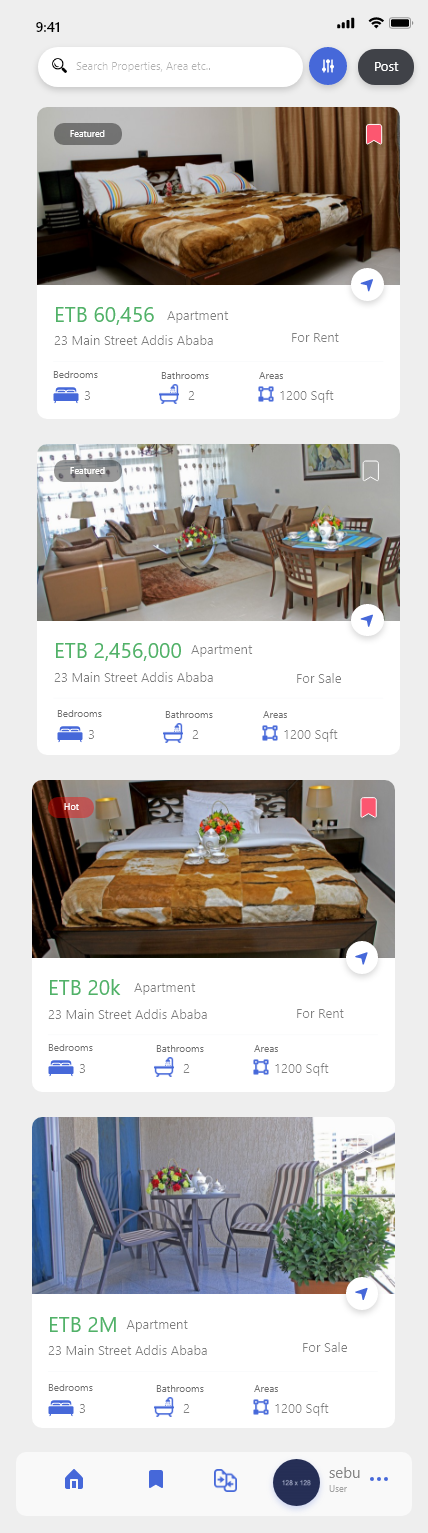 9:41
Search Properties, Area etc..
Post
Featured
ETB 60,456 Apartment
23 Main Street Addis Ababa For Rent
Bedrooms Bathrooms Areas
3 2 1200 Sqft
Featured
ETB 2,456,000 Apartment
23 Main Street Addis Ababa For Sale
Bedrooms Bathrooms Areas
3 2 1200 Sqft
Hot
ETB 20k Apartment
23 Main Street Addis Ababa For Rent
Bedrooms Bathrooms Areas
3 2 1200 Sqft
ETB 2M Apartment
23 Main Street Addis Ababa For Sale
Bedrooms Bathrooms Areas
3 2 1200 Sqft
128 x 128
sebu
User